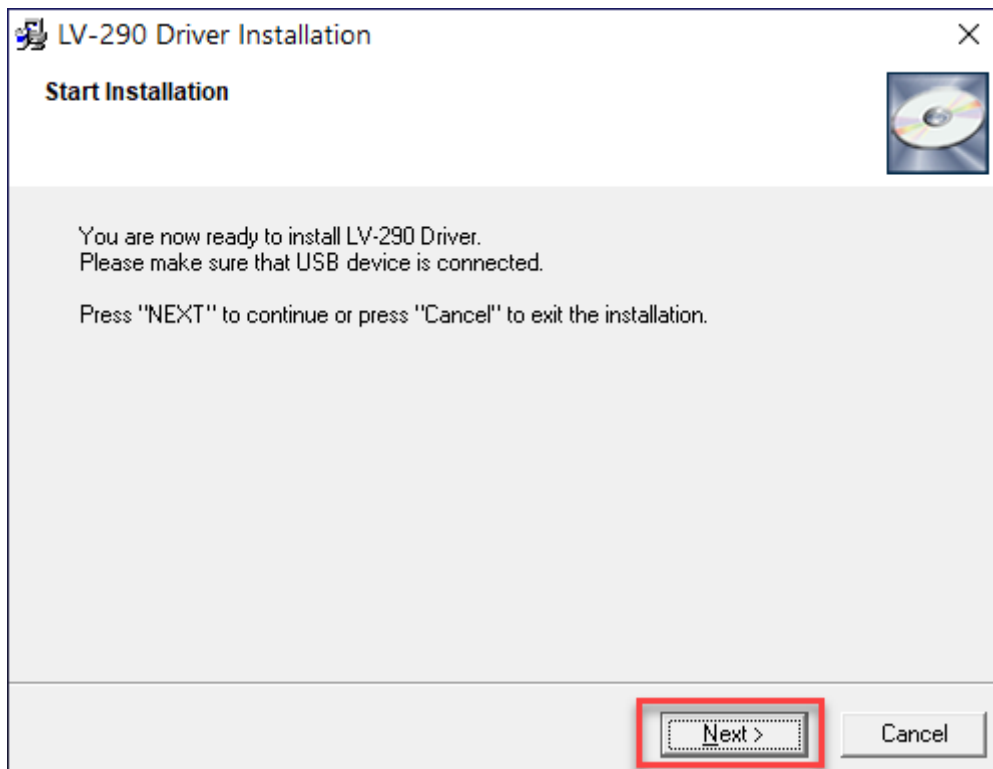 LV-290 Driver Installation
Start Installation
You are now ready to install LV-290 Driver.
Please make sure that USB device is connected.
Press "NEXT" to continue or press "Cancel" to exit the installation.
Next >
Cancel